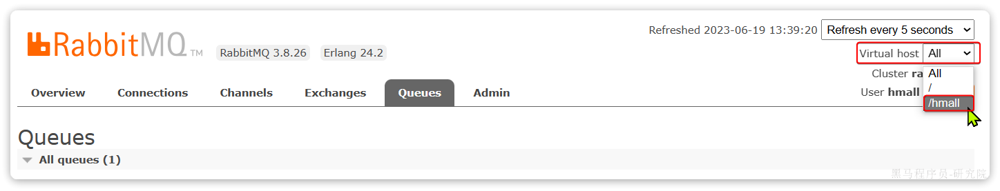 Refreshed 2023-06-19 13:39:20 Refresh every 5 seconds
RabbitMQ TM RabbitMQ 3.8.26 Erlang 24.2
Virtual host All
All
/
/hmall
Cluster ra
User hmall
Overview Connections Channels Exchanges Queues Admin
Queues
All queues (1)
黑马程序员-研究院